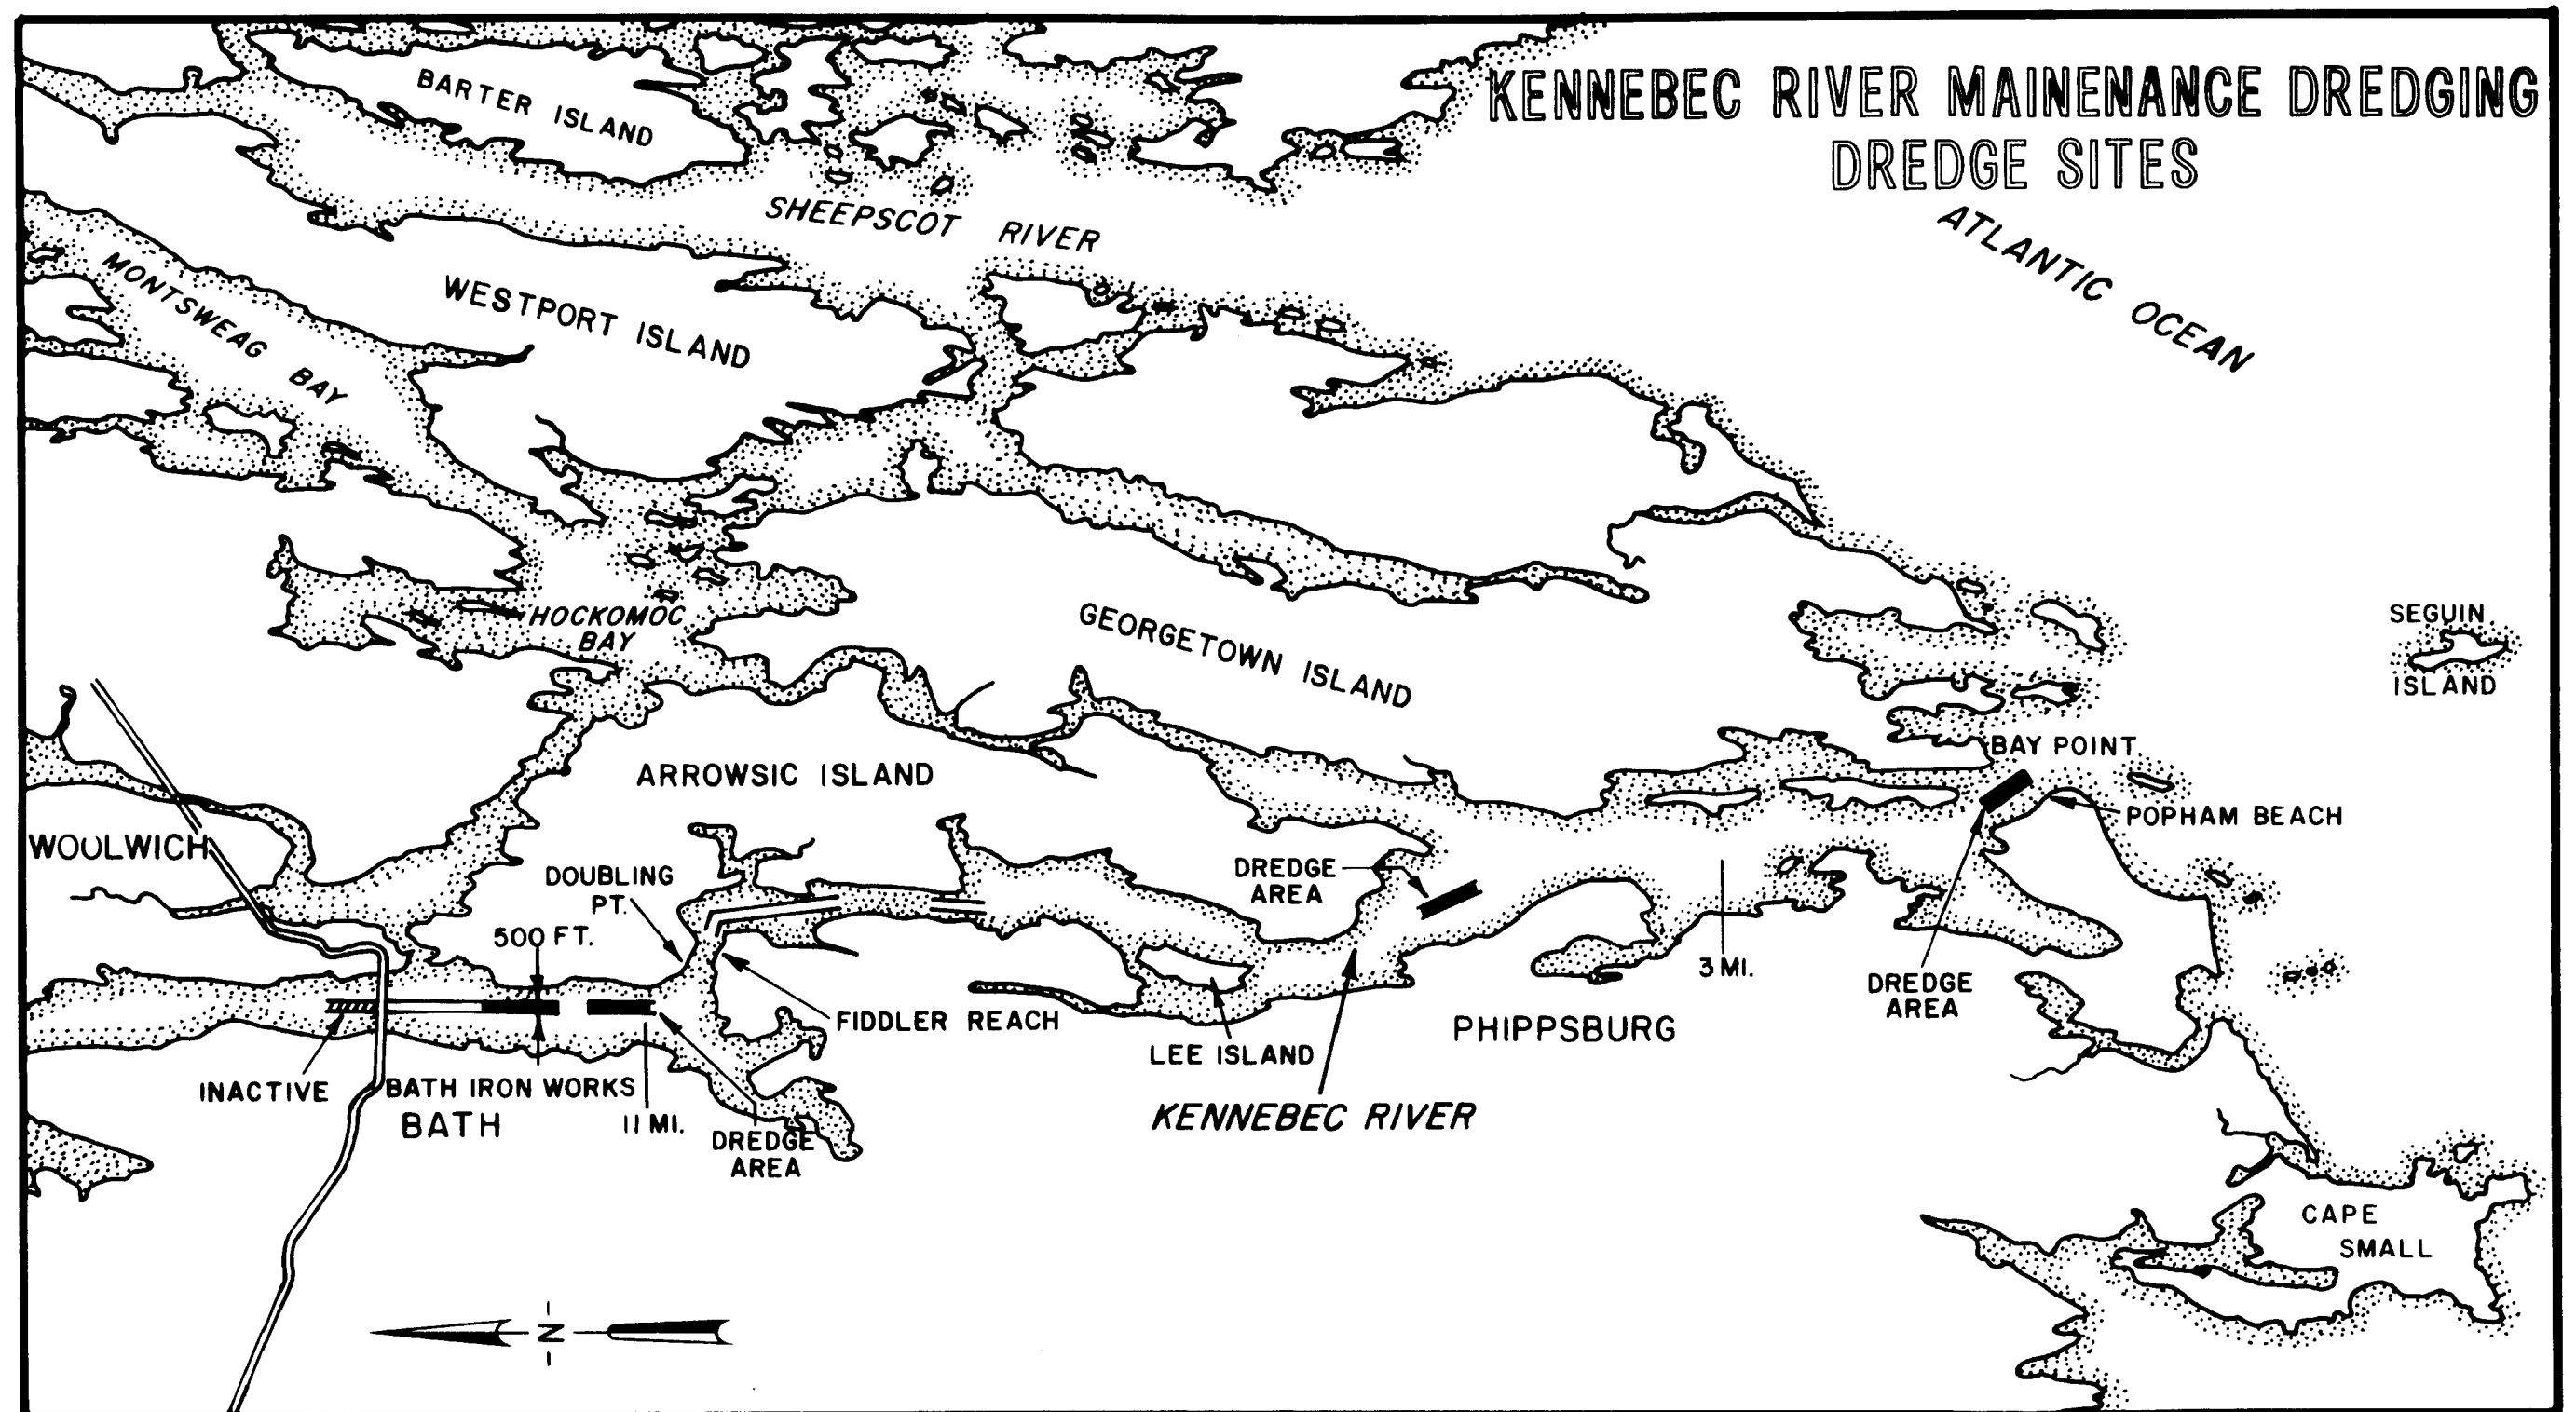 KENNEBEC RIVER MAINENANCE DREDGING
DREDGE SITES
BARTER ISLAND
SHEEPSCOT RIVER
ATLANTIC OCEAN
MONTSWEAG BAY
WESTPORT ISLAND
HOCKOMOC
BAY
GEORGETOWN ISLAND
SEGUIN
ISLAND
BAY POINT
ARROWSIC ISLAND
POPHAM BEACH
WOOLWICH
DOUBLING
PT.
DREDGE
AREA
500 FT.
3 MI.
DREDGE
AREA
FIDDLER REACH
PHIPPSBURG
LEE ISLAND
INACTIVE
BATH IRON WORKS
BATH
11 MI.
KENNEBEC RIVER
DREDGE
AREA
CAPE
SMALL
N